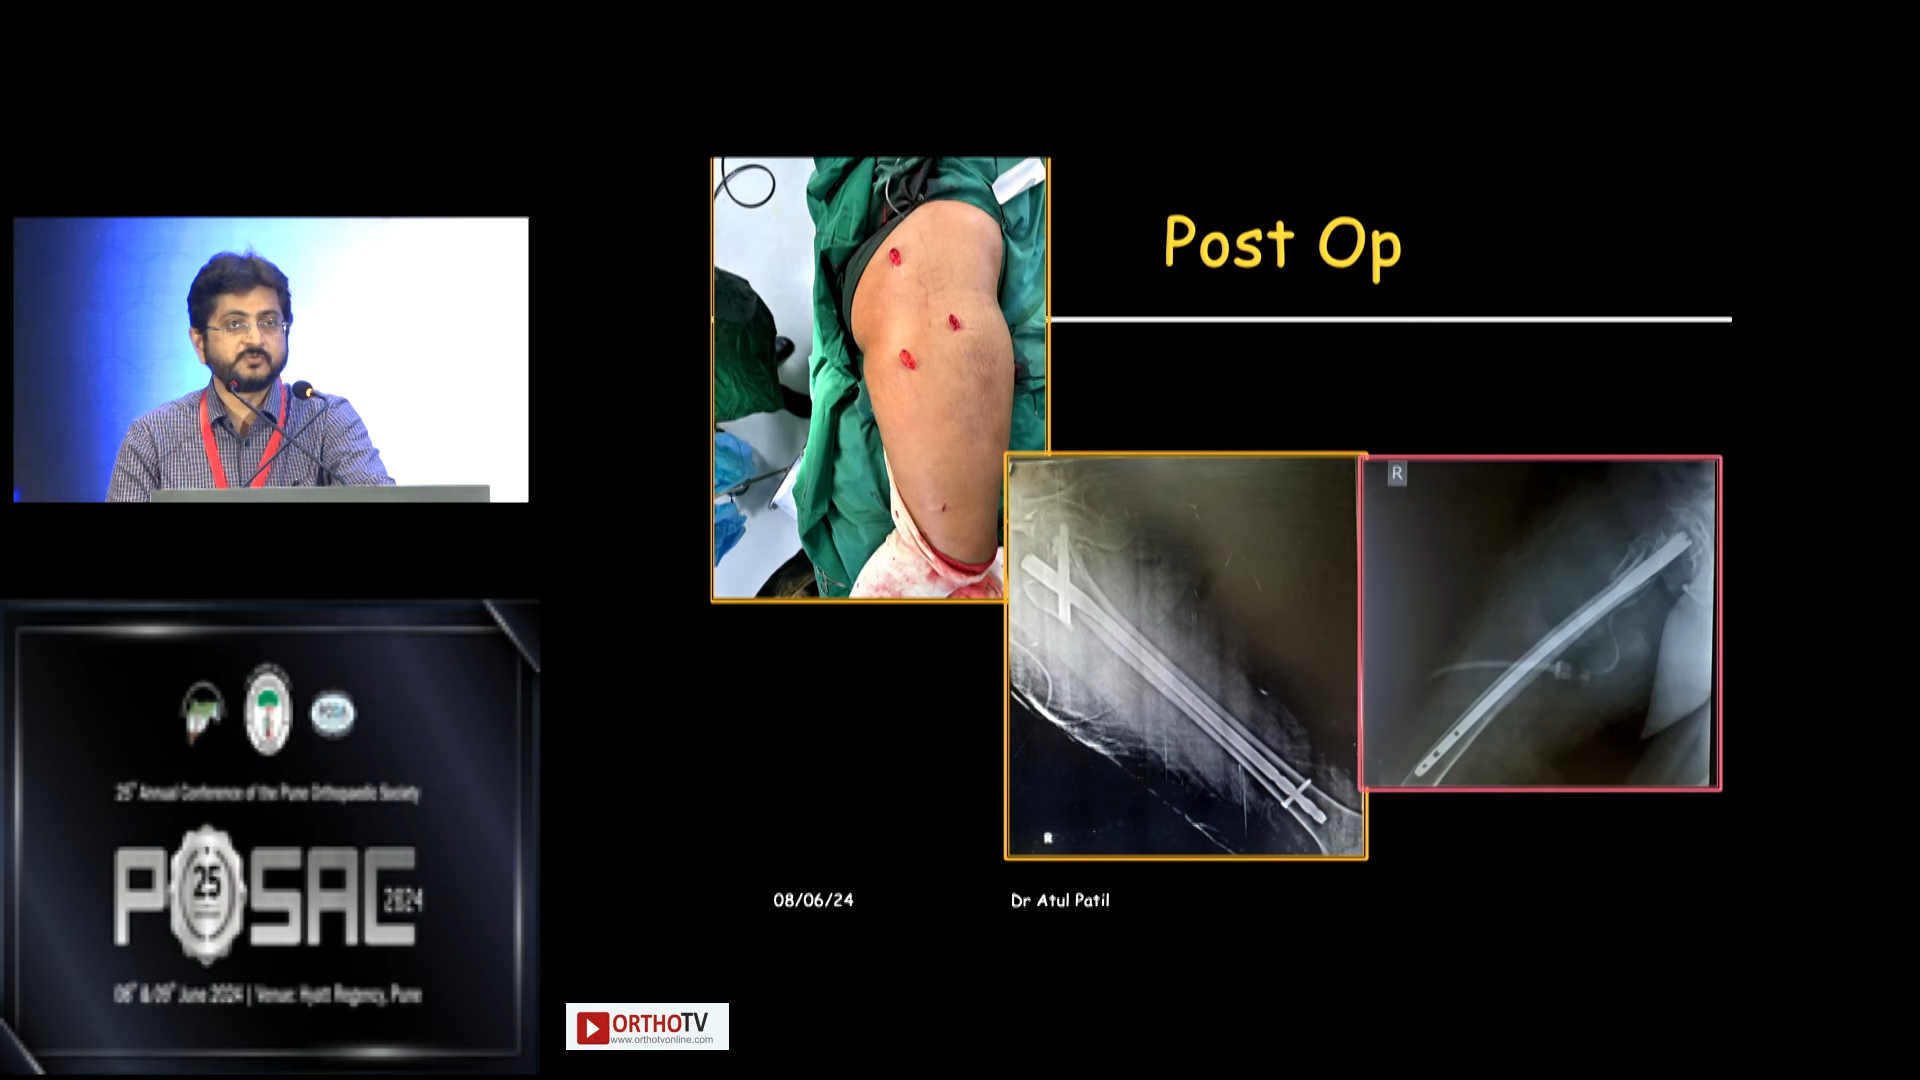 Post Op
R
R
08/06/24
Dr Atul Patil
25th Annual Conference of the Pune Orthopaedic Society
POSAC
25
2024
08th & 09th June 2024 | Venue: Hyatt Regency, Pune
ORTHOTV
www.orthotvonline.com